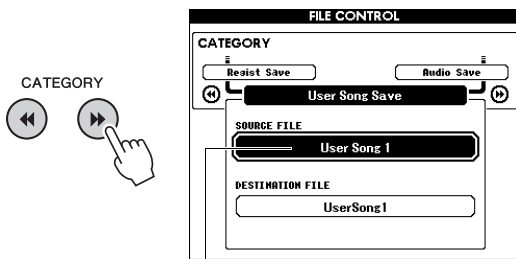 FILE CONTROL
CATEGORY
Regist Save
Audio Save
CATEGORY
User Song Save
SOURCE FILE
User Song 1
DESTINATION FILE
UserSong1